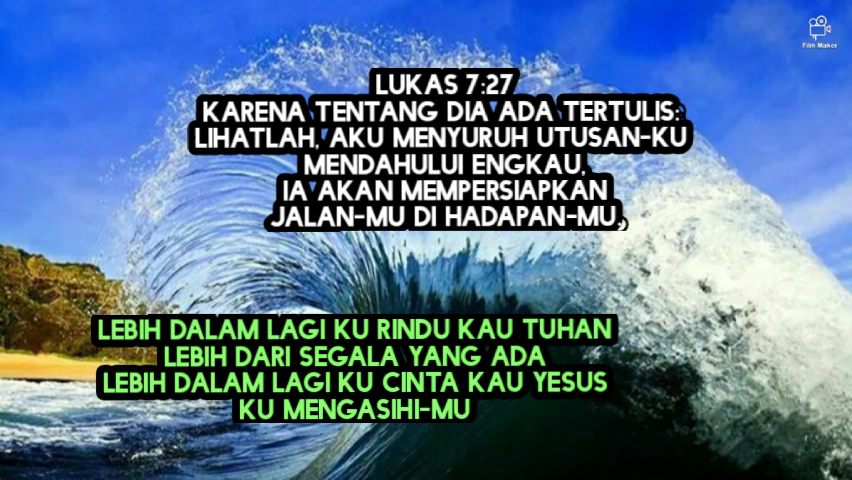 Film Maker
LUKAS 7:27
KARENA TENTANG DIA ADA TERTULIS:
LIHATLAH, AKU MENYURUH UTUSAN-KU
MENDAHULUI ENGKAU,
IA AKAN MEMPERSIAPKAN
JALAN-MU DI HADAPAN-MU,
LEBIH DALAM LAGI KU RINDU KAU TUHAN
LEBIH DARI SEGALA YANG ADA
LEBIH DALAM LAGI KU CINTA KAU YESUS
KU MENGASIHI-MU